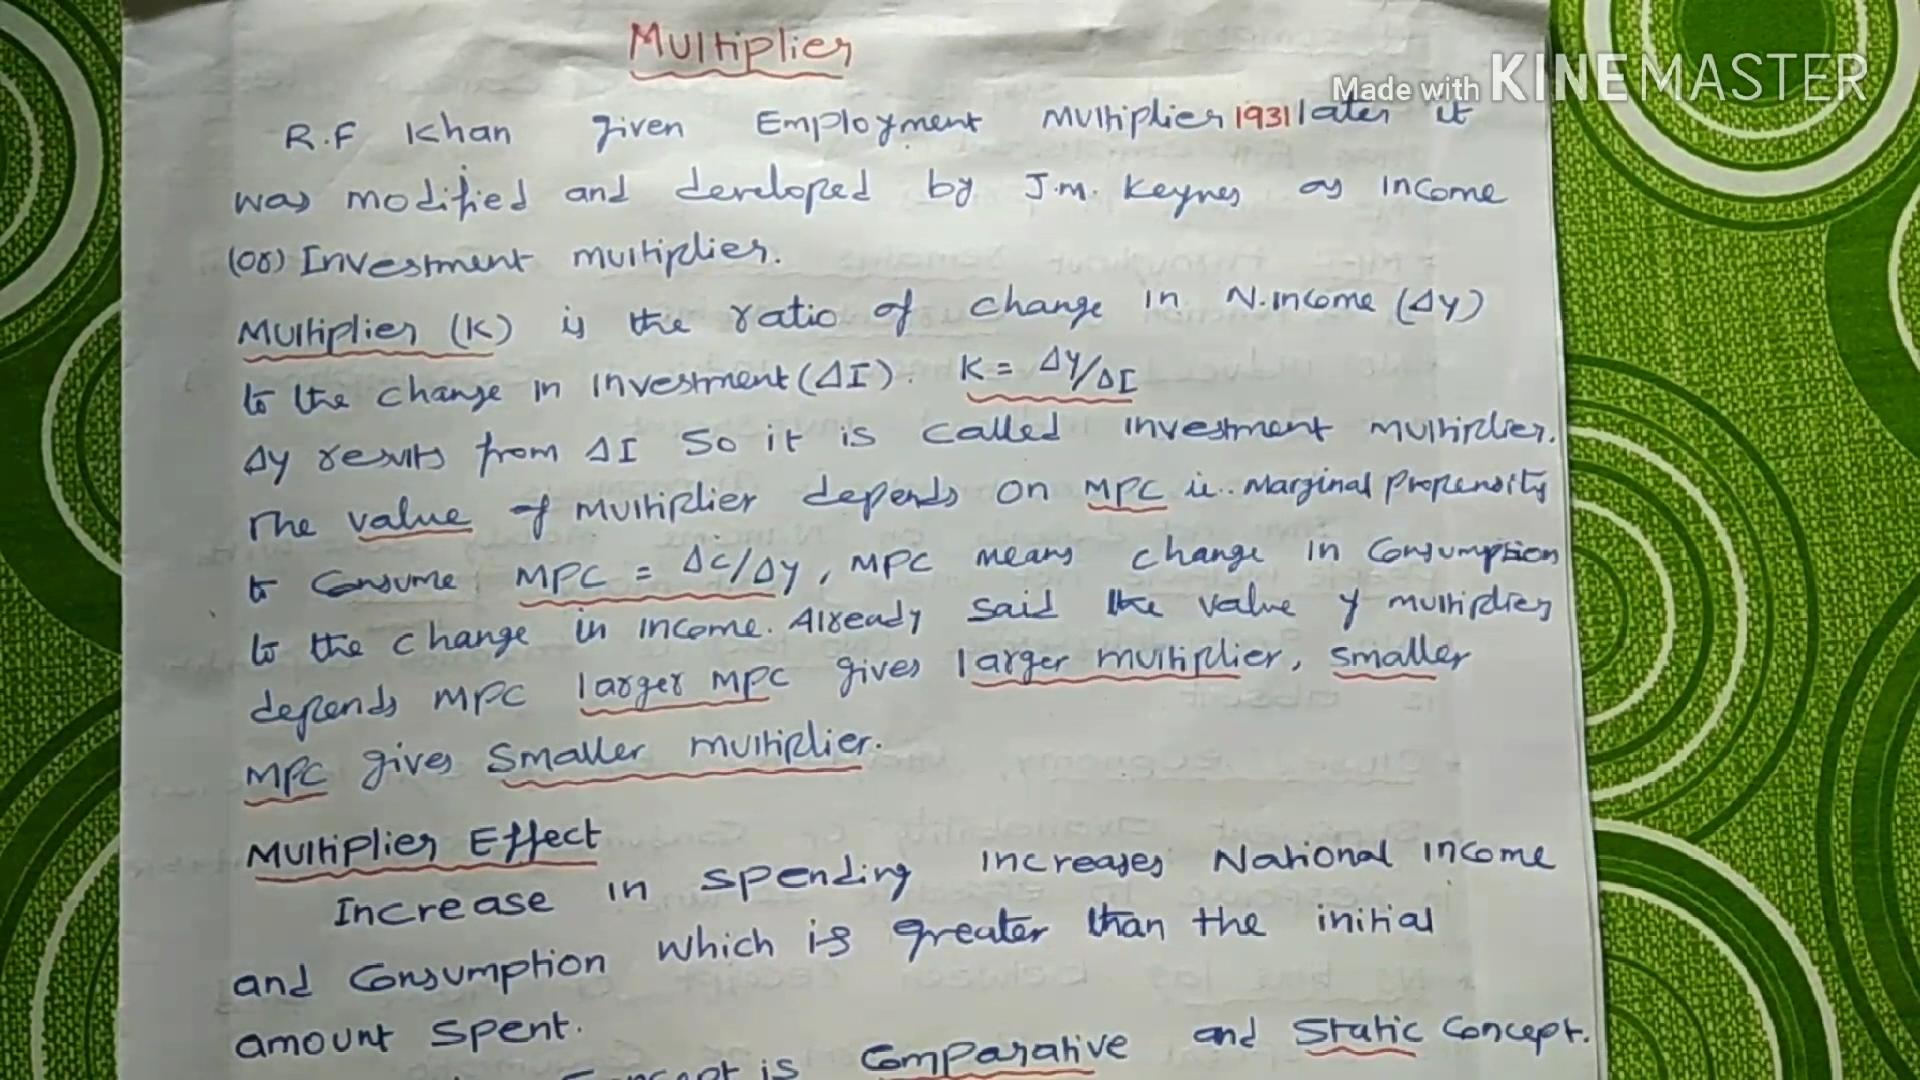 Multiplier
Made with KINEMASTER
R.F Khan given Employment Multiplier 1931 later it
was modified and developed by J.M. Keynes as Income
(or) Investment multiplier.
Multiplier (K) is the ratio of change in N.income (ΔY)
to the change in Investment (ΔI). K = ΔY/ΔI
ΔY results from ΔI So it is called investment multiplier.
The value of multiplier depends on MPC ie.. Marginal Propensity
to Consume MPC = ΔC/ΔY, MPC means change in Consumption
to the change in income. Already said the value of multiplier
depends MPC larger MPC gives larger multiplier, smaller
MPC gives Smaller multiplier.
Multiplier Effect
Increase in spending increases National income
and Consumption which is greater than the initial
amount spent.
Concept is Comparative and Static Concept.